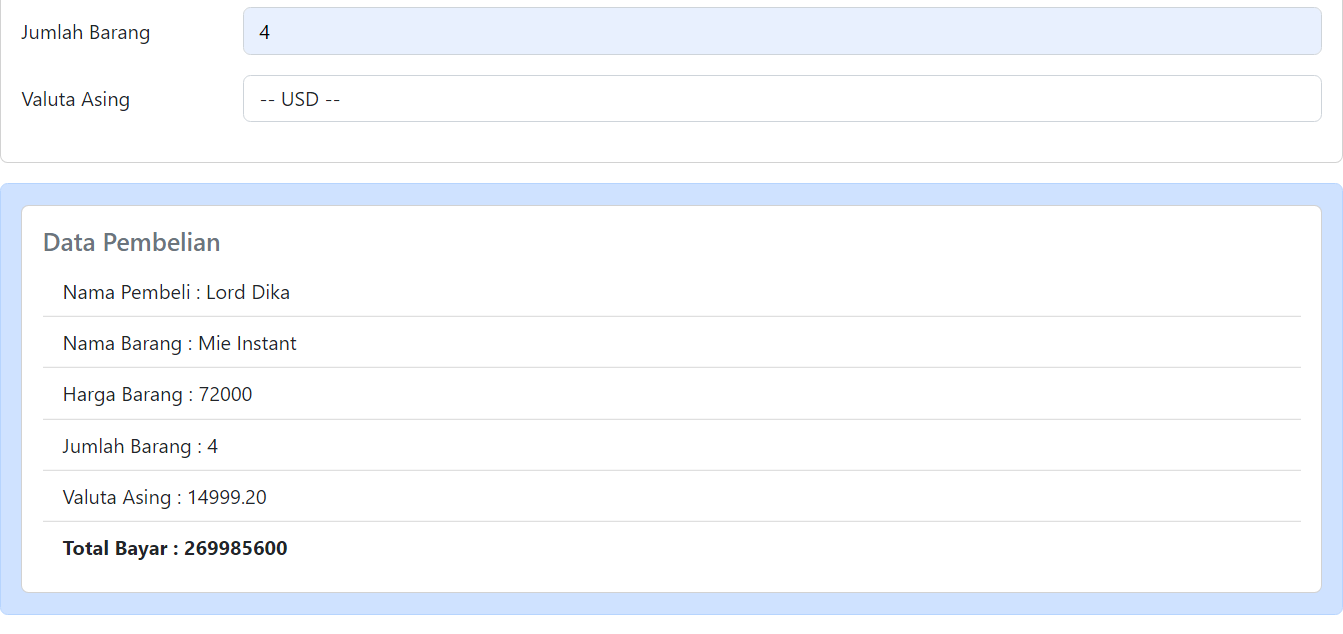 Jumlah Barang
4
Valuta Asing
-- USD --
Data Pembelian
Nama Pembeli : Lord Dika
Nama Barang : Mie Instant
Harga Barang : 72000
Jumlah Barang : 4
Valuta Asing : 14999.20
Total Bayar : 269985600